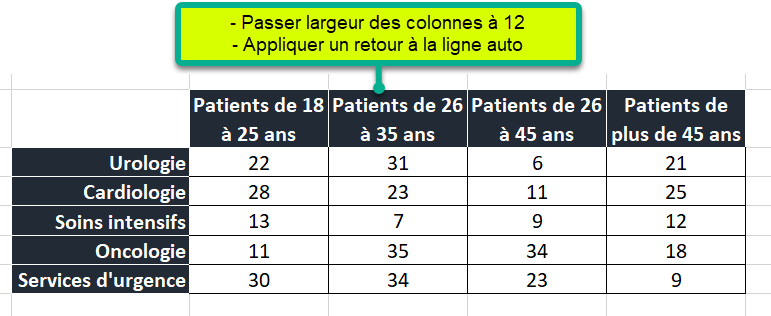 - Passer largeur des colonnes à 12
- Appliquer un retour à la ligne auto
Patients de 18 à 25 ans Patients de 26 à 35 ans Patients de 26 à 45 ans Patients de plus de 45 ans
Urologie 22 31 6 21
Cardiologie 28 23 11 25
Soins intensifs 13 7 9 12
Oncologie 11 35 34 18
Services d'urgence 30 34 23 9